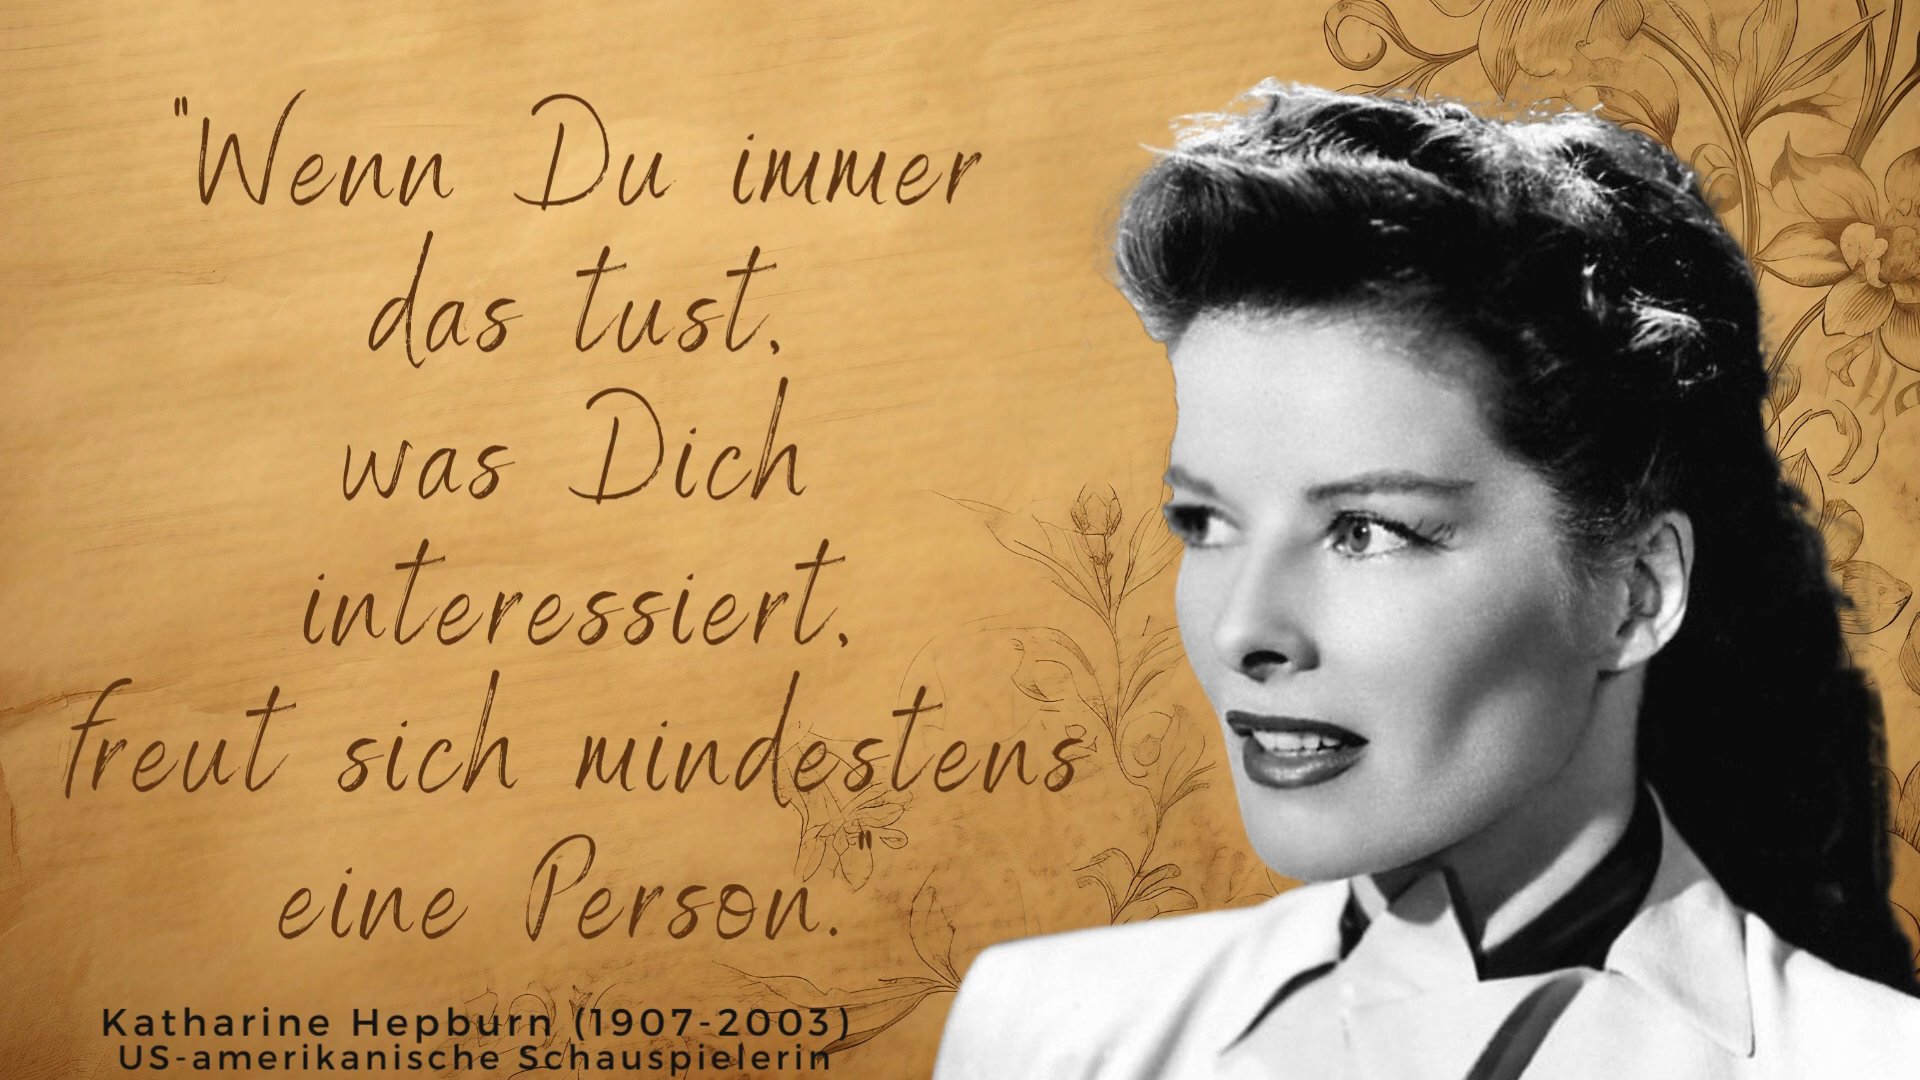 "Wenn Du immer
das tust,
was Dich
interessiert,
freut sich mindestens
eine Person."
Katharine Hepburn (1907-2003)
US-amerikanische Schauspielerin